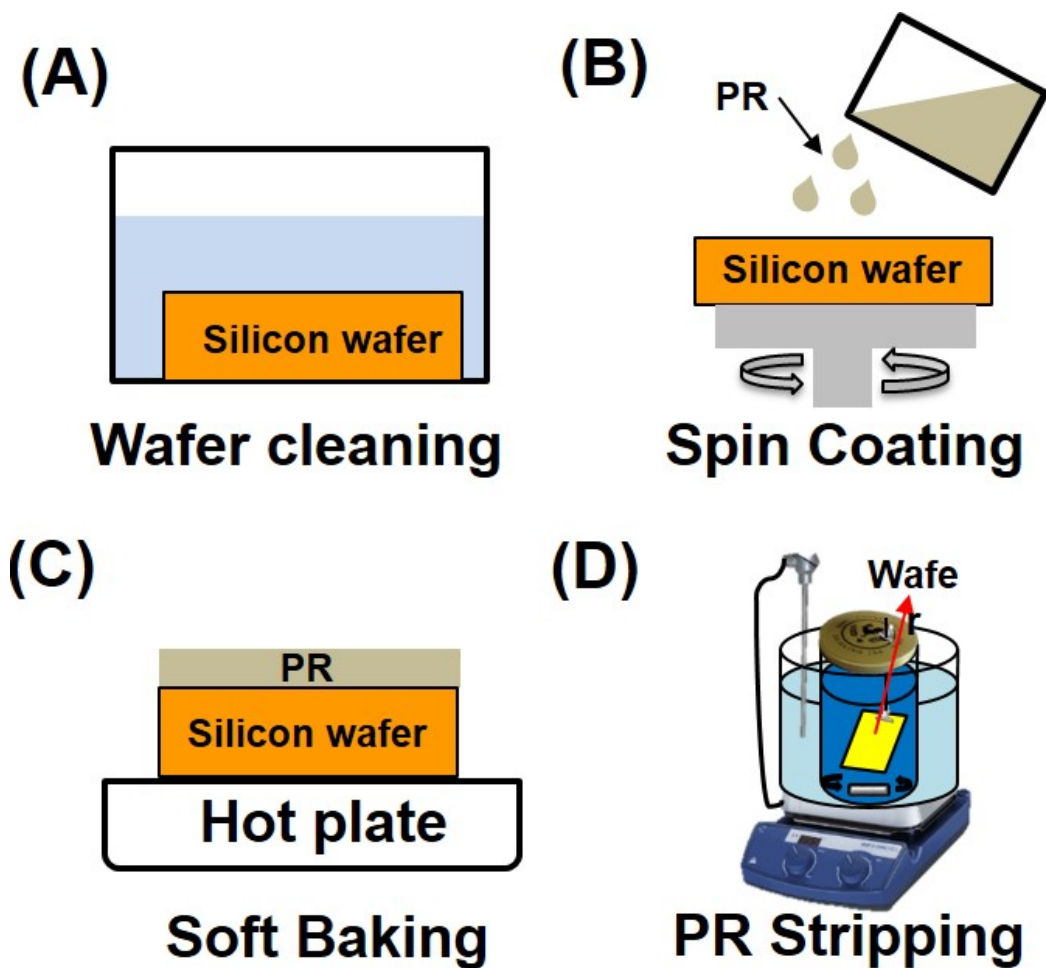 (A)
Silicon wafer
Wafer cleaning
(B)
PR
Silicon wafer
Spin Coating
(C)
PR
Silicon wafer
Hot plate
Soft Baking
(D)
Wafe
r
PR Stripping